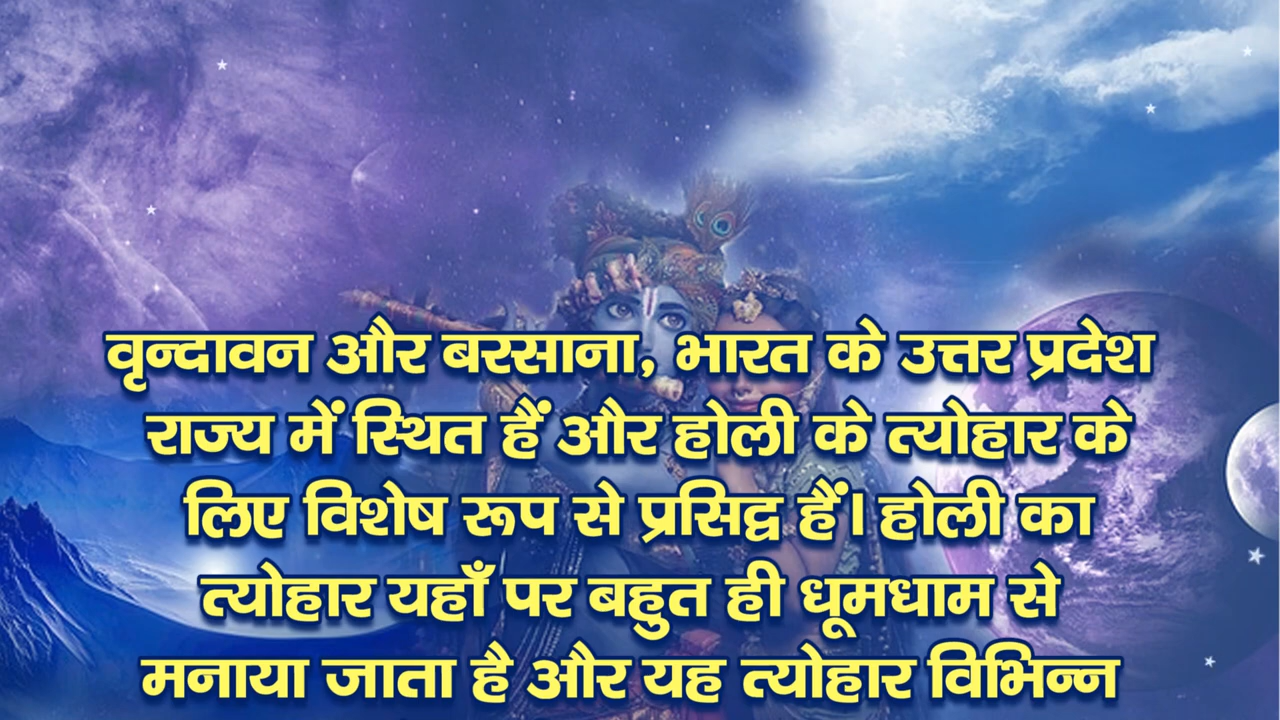 वृन्दावन और बरसाना, भारत के उत्तर प्रदेश
राज्य में स्थित हैं और होली के त्योहार के
लिए विशेष रूप से प्रसिद्ध हैं। होली का
त्योहार यहाँ पर बहुत ही धूमधाम से
मनाया जाता है और यह त्योहार विभिन्न